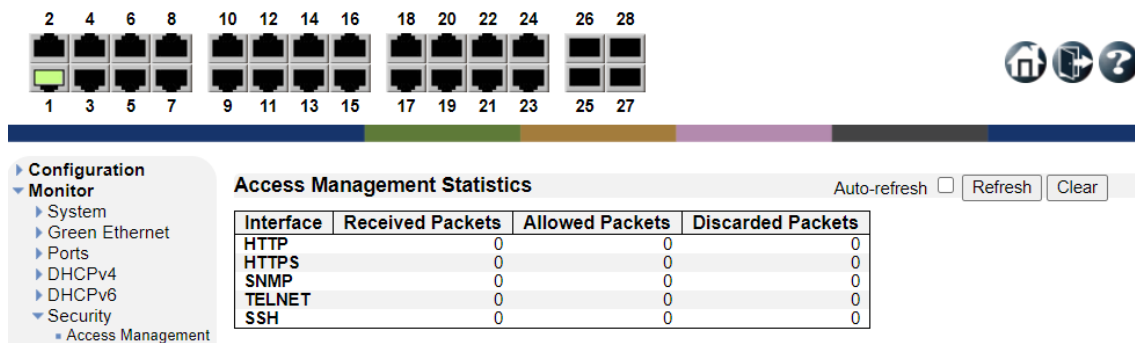 2 4 6 8 10 12 14 16 18 20 22 24 26 28
1 3 5 7 9 11 13 15 17 19 21 23 25 27
Configuration
Monitor
System
Green Ethernet
Ports
DHCPv4
DHCPv6
Security
Access Management
Access Management Statistics
Auto-refresh Refresh Clear
Interface Received Packets Allowed Packets Discarded Packets
HTTP 0 0 0
HTTPS 0 0 0
SNMP 0 0 0
TELNET 0 0 0
SSH 0 0 0